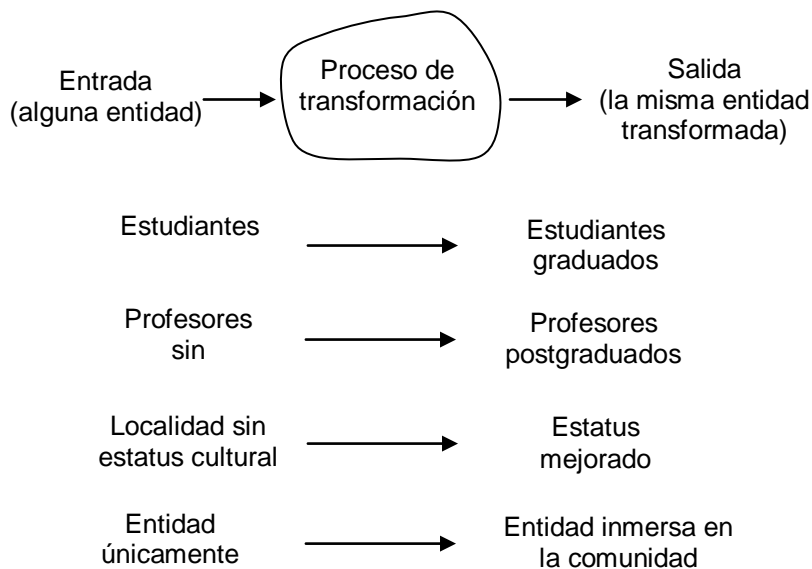 Entrada
(alguna entidad)
Proceso de
transformación
Salida
(la misma entidad
transformada)
Estudiantes
Estudiantes
graduados
Profesores
sin
Profesores
postgraduados
Localidad sin
estatus cultural
Estatus
mejorado
Entidad
únicamente
Entidad inmersa en
la comunidad